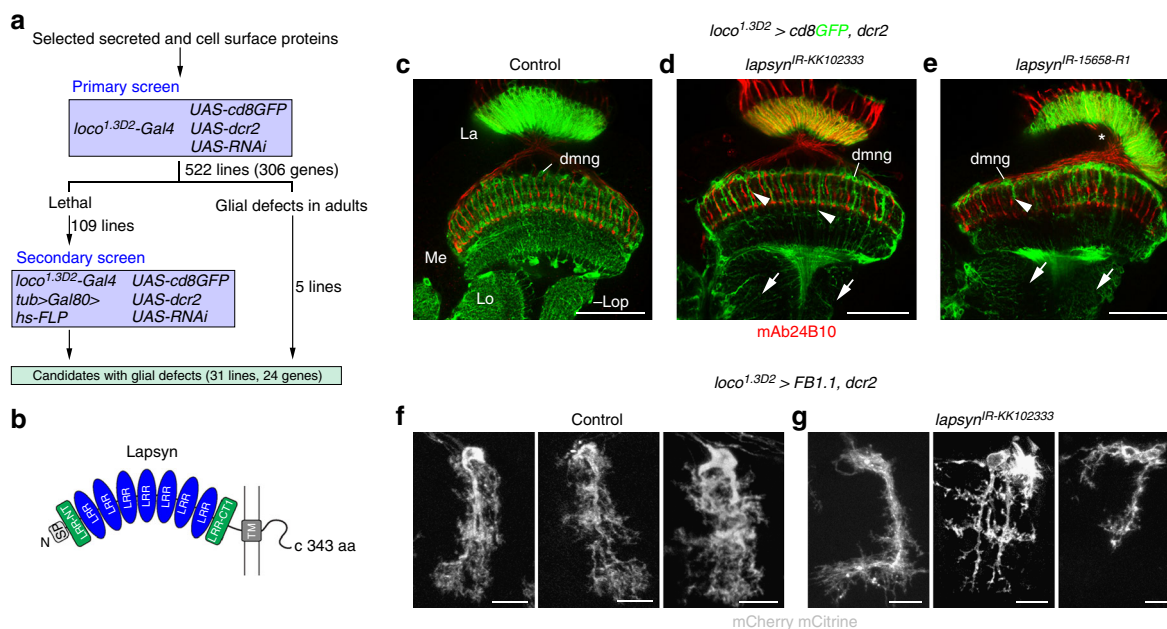 a
Selected secreted and cell surface proteins
Primary screen
loco1.3D2-Gal4
UAS-cd8GFP
UAS-dcr2
UAS-RNAi
522 lines (306 genes)
Lethal
Glial defects in adults
109 lines
Secondary screen
loco1.3D2-Gal4 UAS-cd8GFP
tub>Gal80> UAS-dcr2
hs-FLP UAS-RNAi
5 lines
Candidates with glial defects (31 lines, 24 genes)
b
Lapsyn
N
SP
LRR-NT
LRR
LRR
LRR
LRR
LRR
LRR
LRR
LRR-CT1
TM
c 343 aa
loco1.3D2 > cd8GFP, dcr2
c
Control
La
dmng
Me
Lo
Lop
d
lapsynIR-KK102333
dmng
e
lapsynIR-15658-R1
*
dmng
mAb24B10
loco1.3D2 > FB1.1, dcr2
f
Control
g
lapsynIR-KK102333
mCherry mCitrine